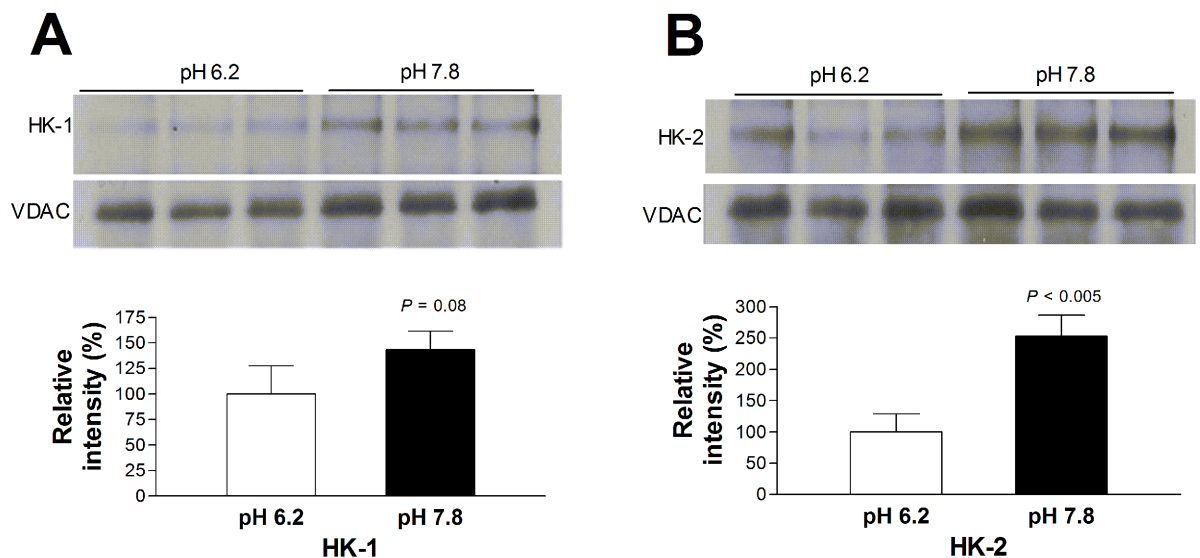 A
pH 6.2
pH 7.8
HK-1
VDAC
P = 0.08
Relative
intensity (%)
175
150
125
100
75
50
25
0
pH 6.2
pH 7.8
HK-1
B
pH 6.2
pH 7.8
HK-2
VDAC
P < 0.005
Relative
intensity (%)
300
250
200
150
100
50
0
pH 6.2
pH 7.8
HK-2